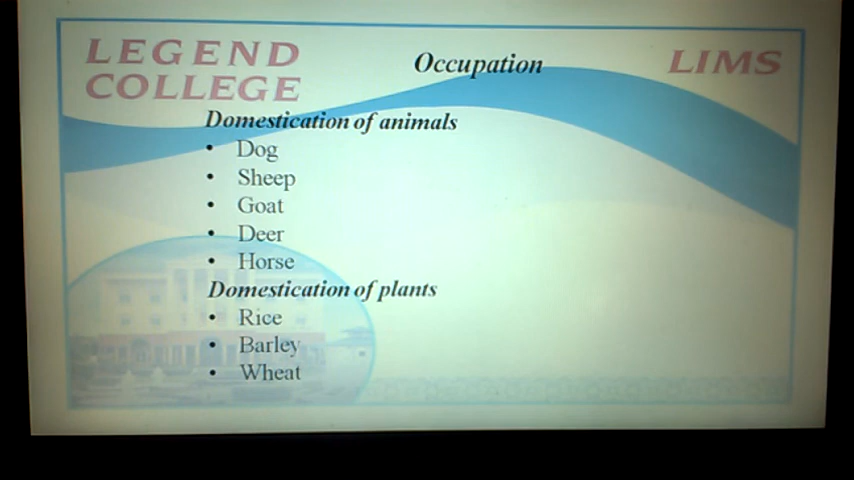 LEGEND
COLLEGE
Occupation
LIMS
Domestication of animals
• Dog
• Sheep
• Goat
• Deer
• Horse
Domestication of plants
• Rice
• Barley
• Wheat